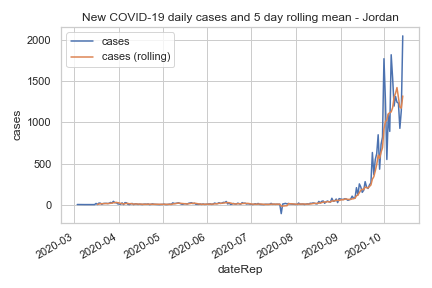 New COVID-19 daily cases and 5 day rolling mean - Jordan
cases
cases (rolling)
2000
1500
1000
500
0
cases
2020-03
2020-04
2020-05
2020-06
2020-07
2020-08
2020-09
2020-10
dateRep